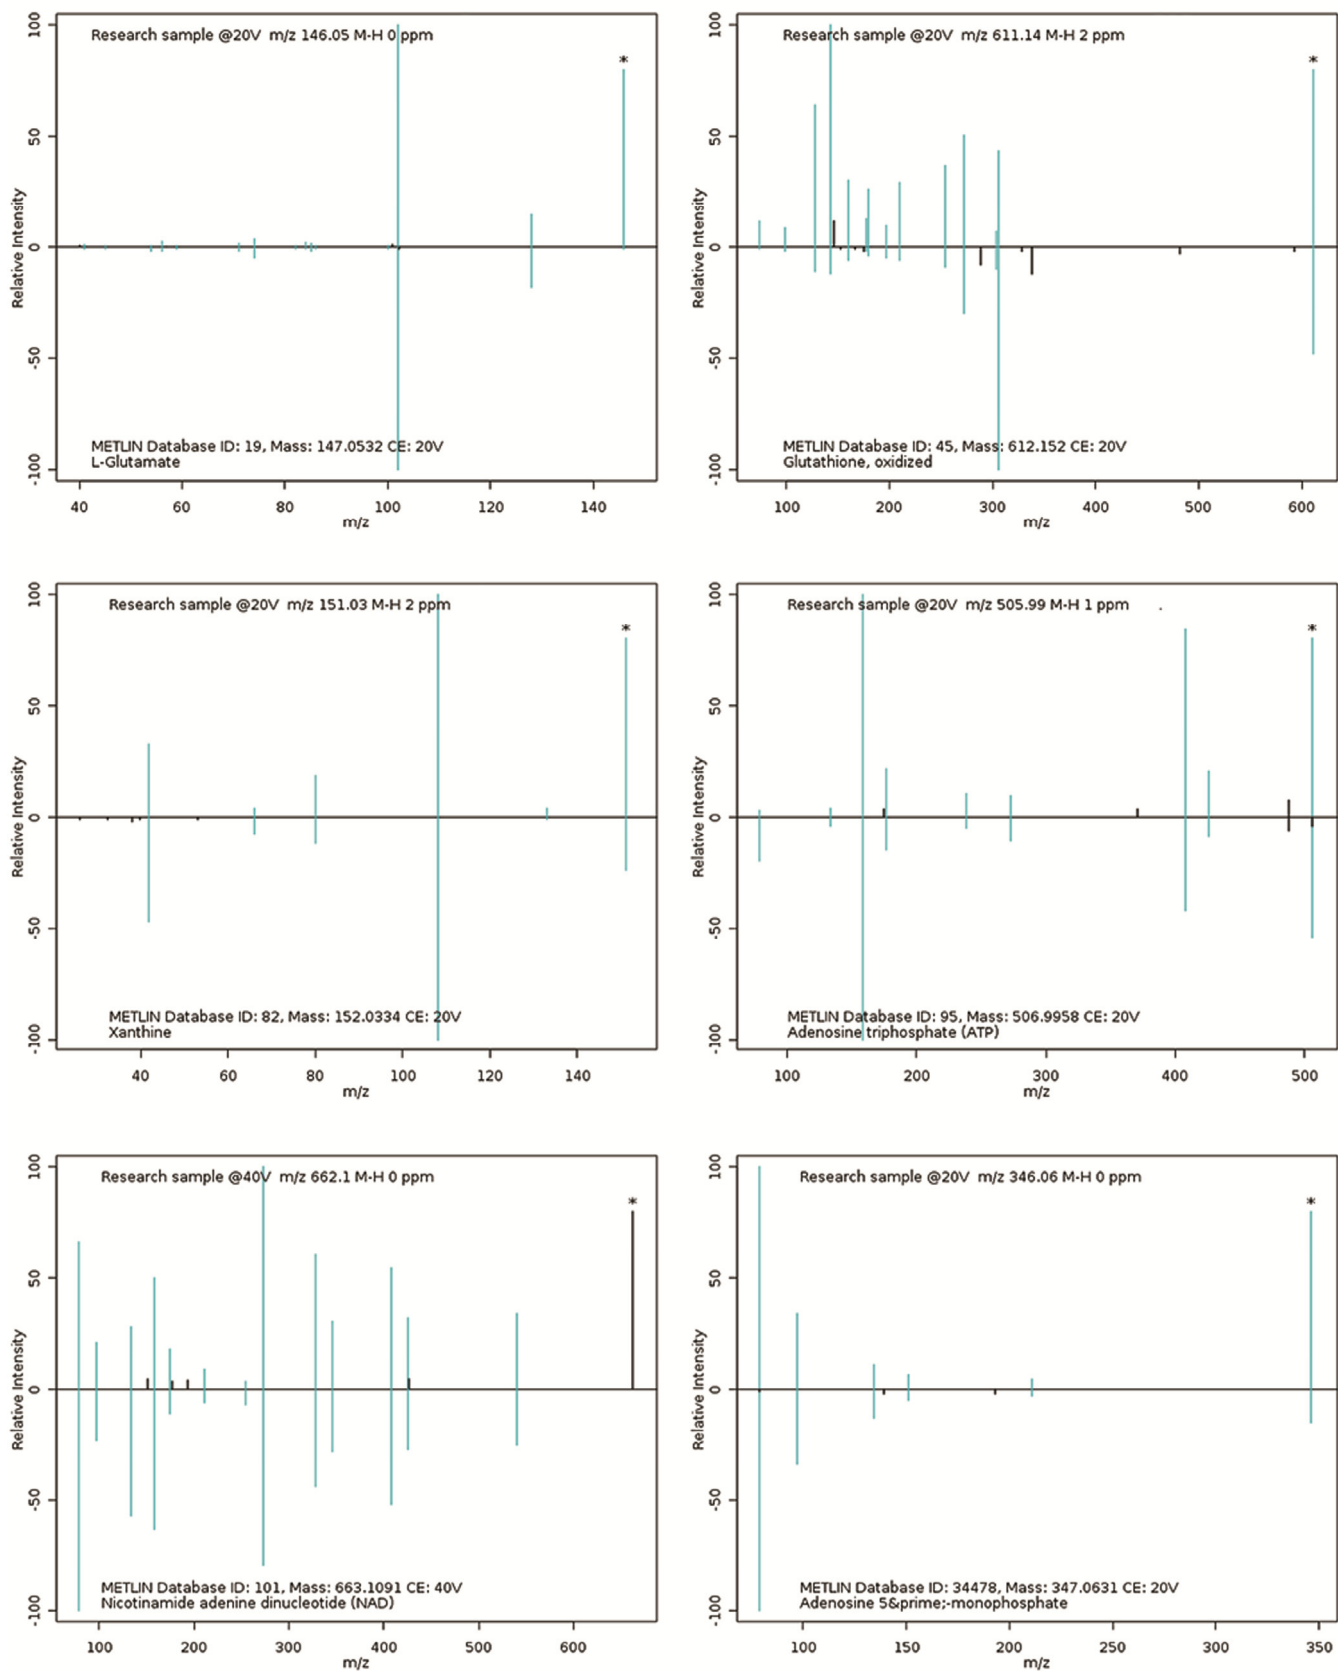 Research sample @20V m/z 146.05 M-H 0 ppm
*
100
50
0
-50
-100
Relative Intensity
METLIN Database ID: 19, Mass: 147.0532 CE: 20V
L-Glutamate
40 60 80 100 120 140
m/z
Research sample @20V m/z 611.14 M-H 2 ppm
*
100
50
0
-50
-100
Relative Intensity
METLIN Database ID: 45, Mass: 612.152 CE: 20V
Glutathione, oxidized
100 200 300 400 500 600
m/z
Research sample @20V m/z 151.03 M-H 2 ppm
*
100
50
0
-50
-100
Relative Intensity
METLIN Database ID: 82, Mass: 152.0334 CE: 20V
Xanthine
40 60 80 100 120 140
m/z
Research sample @20V m/z 505.99 M-H 1 ppm .
*
100
50
0
-50
-100
Relative Intensity
METLIN Database ID: 95, Mass: 506.9958 CE: 20V
Adenosine triphosphate (ATP)
100 200 300 400 500
m/z
Research sample @40V m/z 662.1 M-H 0 ppm
*
100
50
0
-50
-100
Relative Intensity
METLIN Database ID: 101, Mass: 663.1091 CE: 40V
Nicotinamide adenine dinucleotide (NAD)
100 200 300 400 500 600
m/z
Research sample @20V m/z 346.06 M-H 0 ppm
*
100
50
0
-50
-100
Relative Intensity
METLIN Database ID: 34478, Mass: 347.0631 CE: 20V
Adenosine 5&prime;-monophosphate
100 150 200 250 300 350
m/z